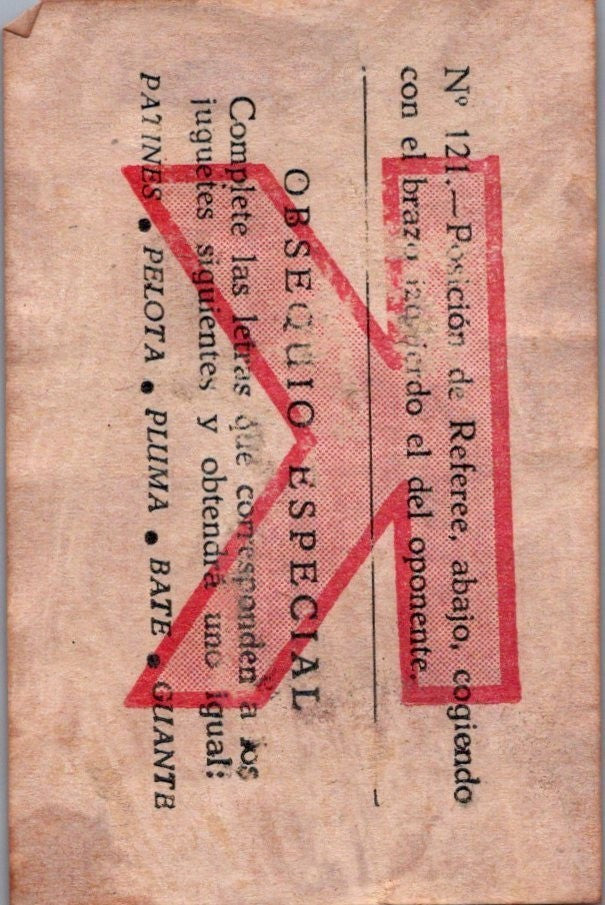 Nº 121.—Posición de Referee, abajo, cogiendo
con el brazo izquierdo el del oponente.
OBSEQUIO ESPECIAL
Complete las letras que corresponden a los
juguetes siguientes y obtendrá uno igual:
PATINES • PELOTA • PLUMA • BATE • GUANTE
K